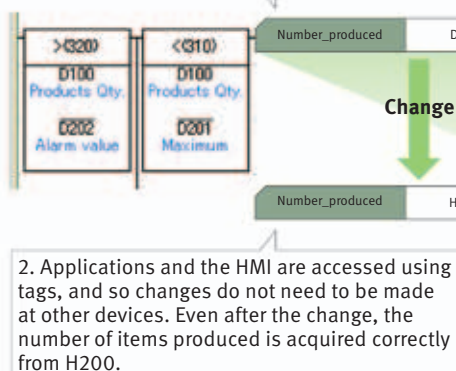 >(320)
<(310)
D100
Products Qty.
D202
Alarm value
D100
Products Qty.
D201
Maximum
Number_produced
D
Change
Number_produced
H
2. Applications and the HMI are accessed using
tags, and so changes do not need to be made
at other devices. Even after the change, the
number of items produced is acquired correctly
from H200.